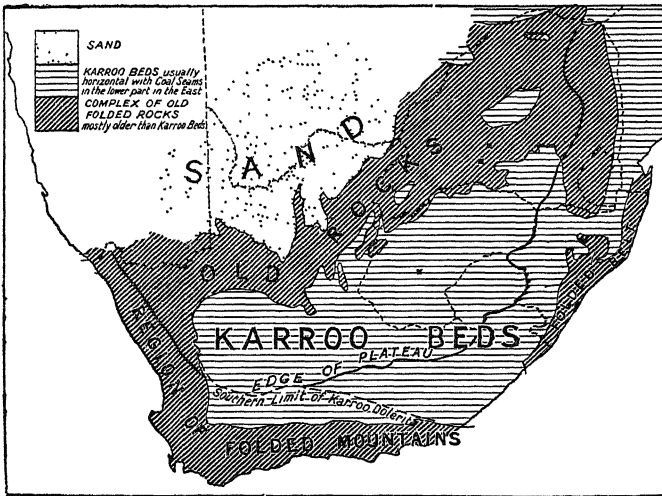 SAND
KARROO BEDS usually
horizontal with Coal Seams
in the lower part in the East
COMPLEX OF OLD
FOLDED ROCKS
mostly older than Karroo Beds
SAND
OLD ROCKS
KARROO BEDS
EDGE OF PLATEAU
Southern Limit of Karroo Dolerite
REGION OF FOLDED MOUNTAINS
FOLDED BELT